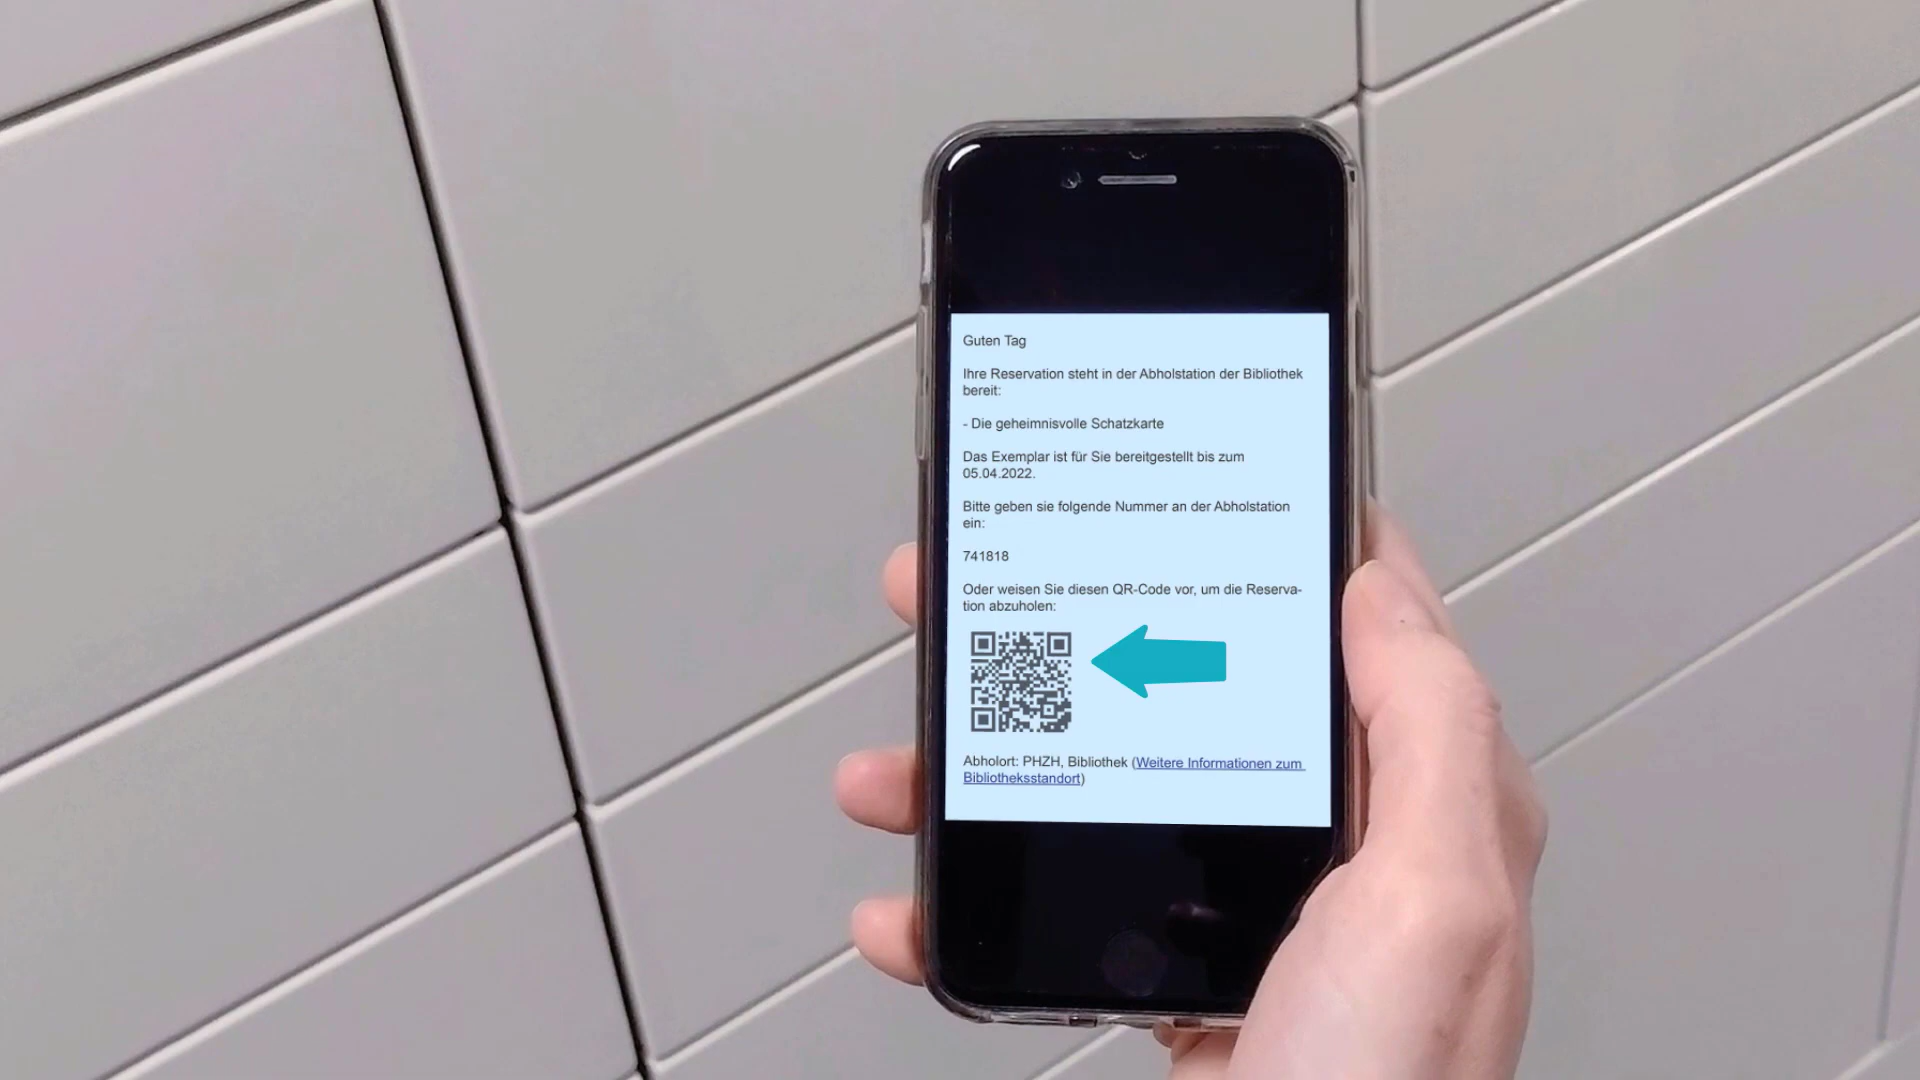 Guten Tag
Ihre Reservation steht in der Abholstation der Bibliothek
bereit:
- Die geheimnisvolle Schatzkarte
Das Exemplar ist für Sie bereitgestellt bis zum
05.04.2022.
Bitte geben sie folgende Nummer an der Abholstation
ein:
741818
Oder weisen Sie diesen QR-Code vor, um die Reserva-
tion abzuholen:
Abholort: PHZH, Bibliothek (Weitere Informationen zum
Bibliotheksstandort)